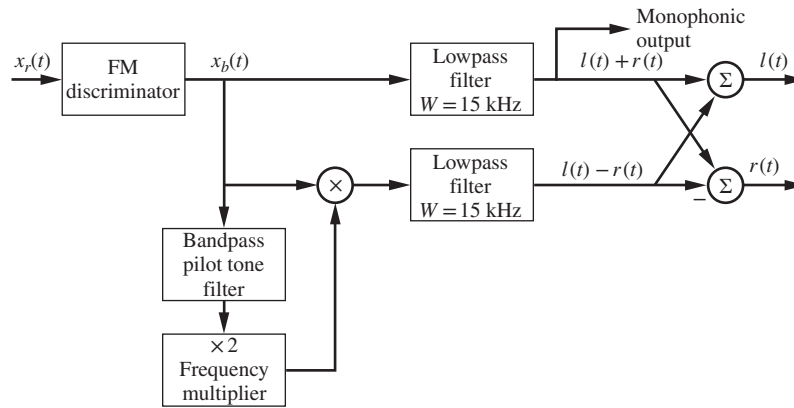 Monophonic
output
x_r(t)
FM
discriminator
x_b(t)
Lowpass
filter
W = 15 kHz
l(t) + r(t)
Σ
l(t)
×
Lowpass
filter
W = 15 kHz
l(t) − r(t)
−
Σ
r(t)
Bandpass
pilot tone
filter
×2
Frequency
multiplier